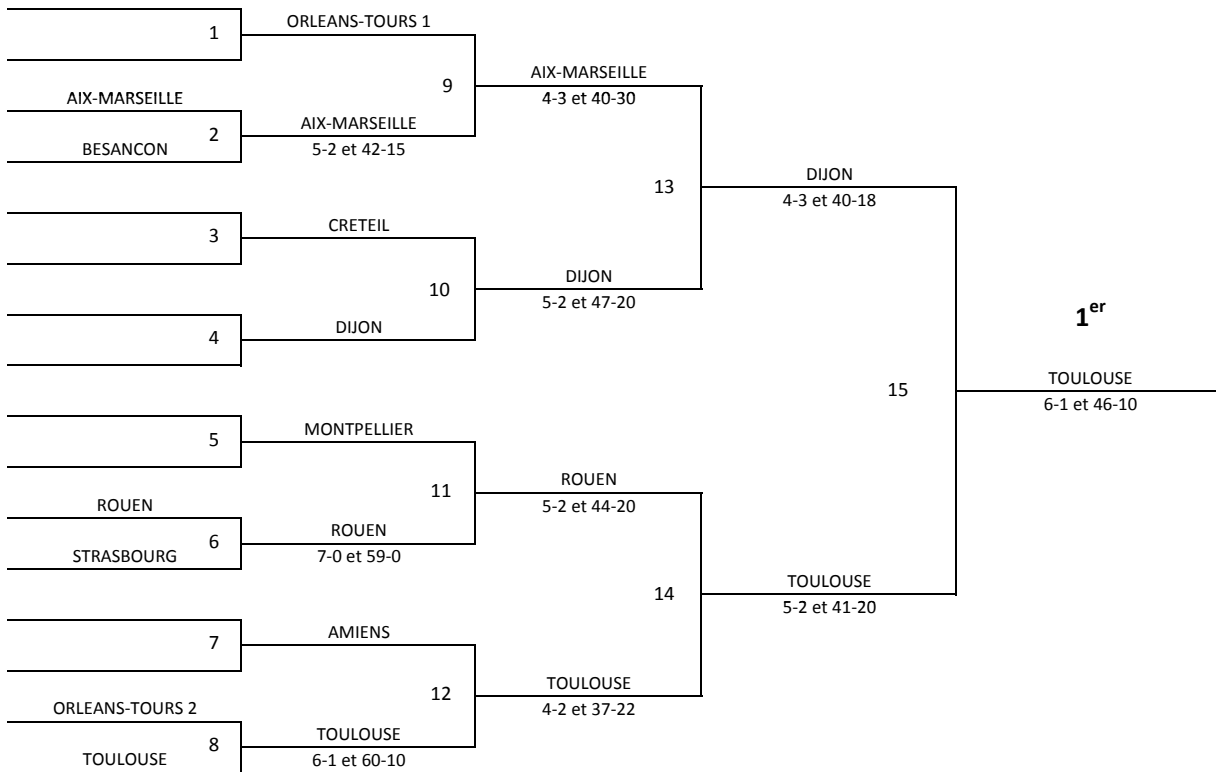 1
ORLEANS-TOURS 1
9
AIX-MARSEILLE
4-3 et 40-30
AIX-MARSEILLE
2
BESANCON
AIX-MARSEILLE
5-2 et 42-15
13
DIJON
4-3 et 40-18
3
CRETEIL
10
DIJON
5-2 et 47-20
4
DIJON
1er
15
TOULOUSE
6-1 et 46-10
5
MONTPELLIER
11
ROUEN
5-2 et 44-20
ROUEN
6
STRASBOURG
ROUEN
7-0 et 59-0
14
TOULOUSE
5-2 et 41-20
7
AMIENS
12
TOULOUSE
4-2 et 37-22
ORLEANS-TOURS 2
8
TOULOUSE
TOULOUSE
6-1 et 60-10